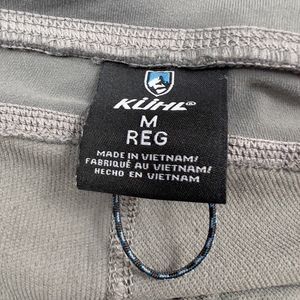 KÜHL®
M
REG
MADE IN VIETNAM/
FABRIQUÉ AU VIETNAM/
HECHO EN VIETNAM